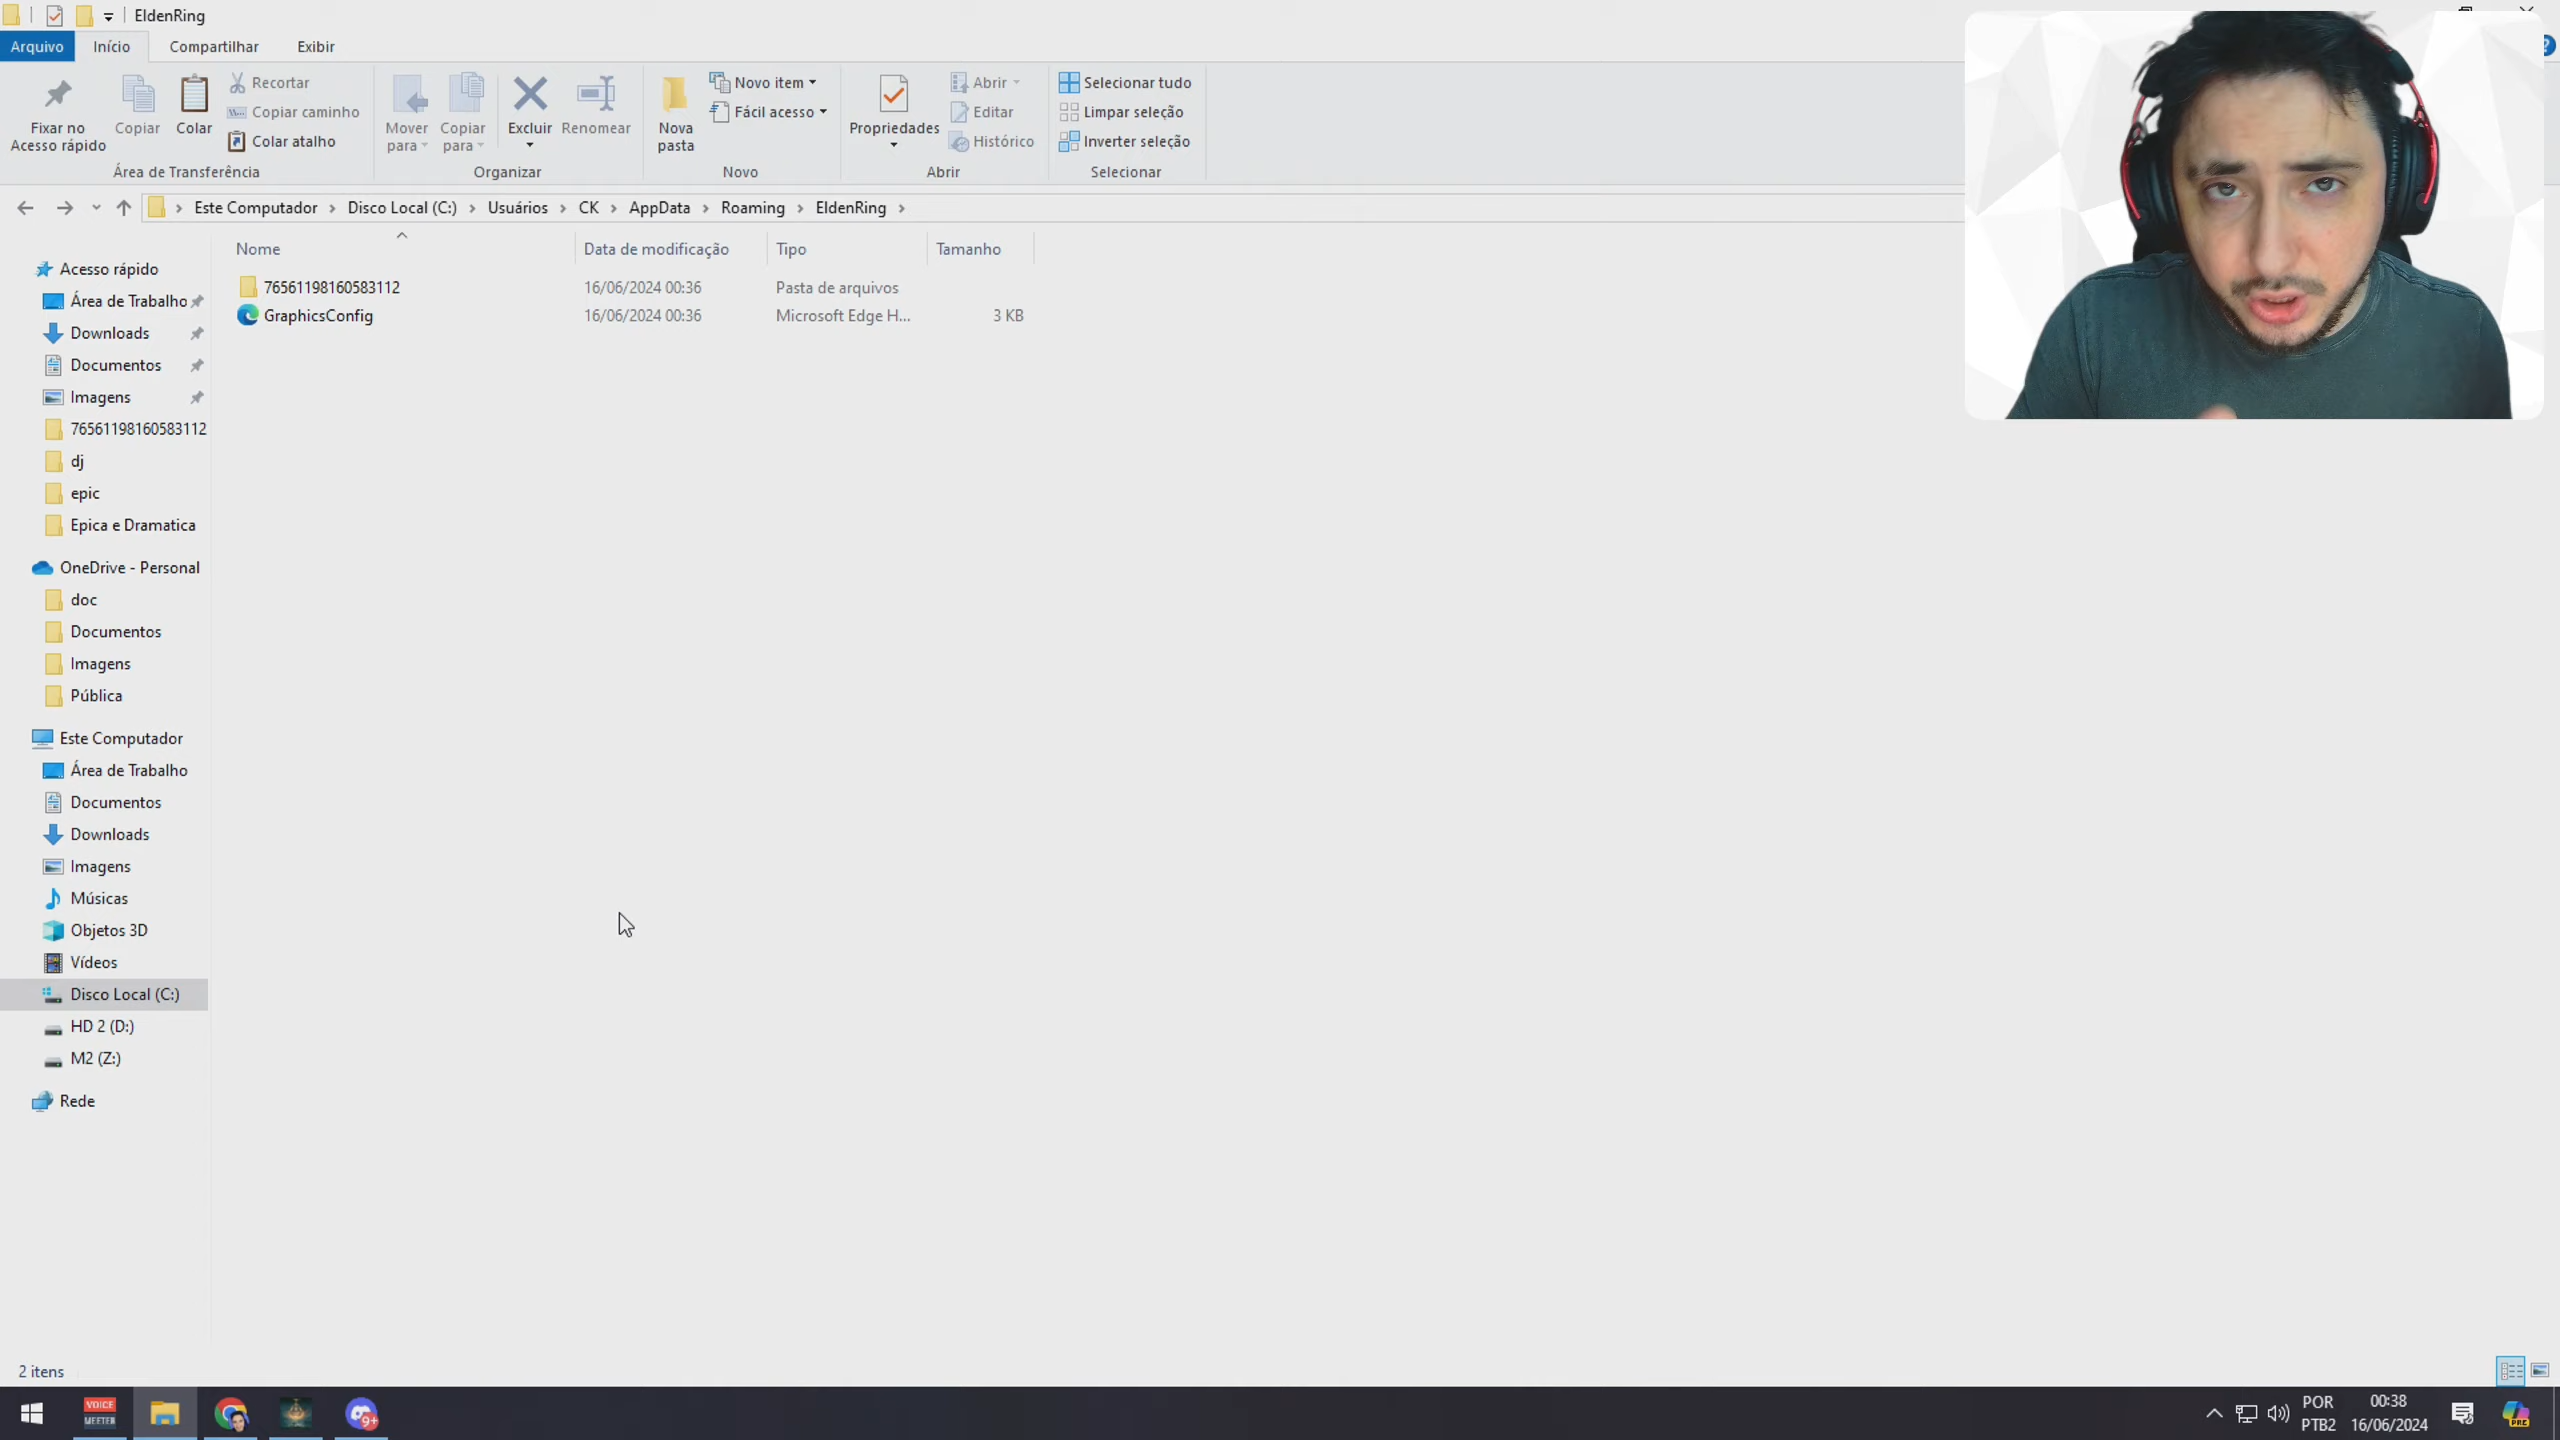 EldenRing
Arquivo
Início
Compartilhar
Exibir
Fixar no
Acesso rápido
Copiar
Colar
Recortar
Copiar caminho
Colar atalho
Área de Transferência
Mover
para
Copiar
para
Excluir
Renomear
Organizar
Nova
pasta
Novo item
Fácil acesso
Novo
Propriedades
Abrir
Editar
Histórico
Abrir
Selecionar tudo
Limpar seleção
Inverter seleção
Selecionar
Este Computador
Disco Local (C:)
Usuários
CK
AppData
Roaming
EldenRing
Nome
Data de modificação
Tipo
Tamanho
76561198160583112
16/06/2024 00:36
Pasta de arquivos
GraphicsConfig
16/06/2024 00:36
Microsoft Edge H...
3 KB
Acesso rápido
Área de Trabalho
Downloads
Documentos
Imagens
76561198160583112
dj
epic
Epica e Dramatica
OneDrive - Personal
doc
Documentos
Imagens
Pública
Este Computador
Área de Trabalho
Documentos
Downloads
Imagens
Músicas
Objetos 3D
Vídeos
Disco Local (C:)
HD 2 (D:)
M2 (Z:)
Rede
2 itens
VOICE
MEETER
9+
POR
PTB2
00:38
16/06/2024
PRE